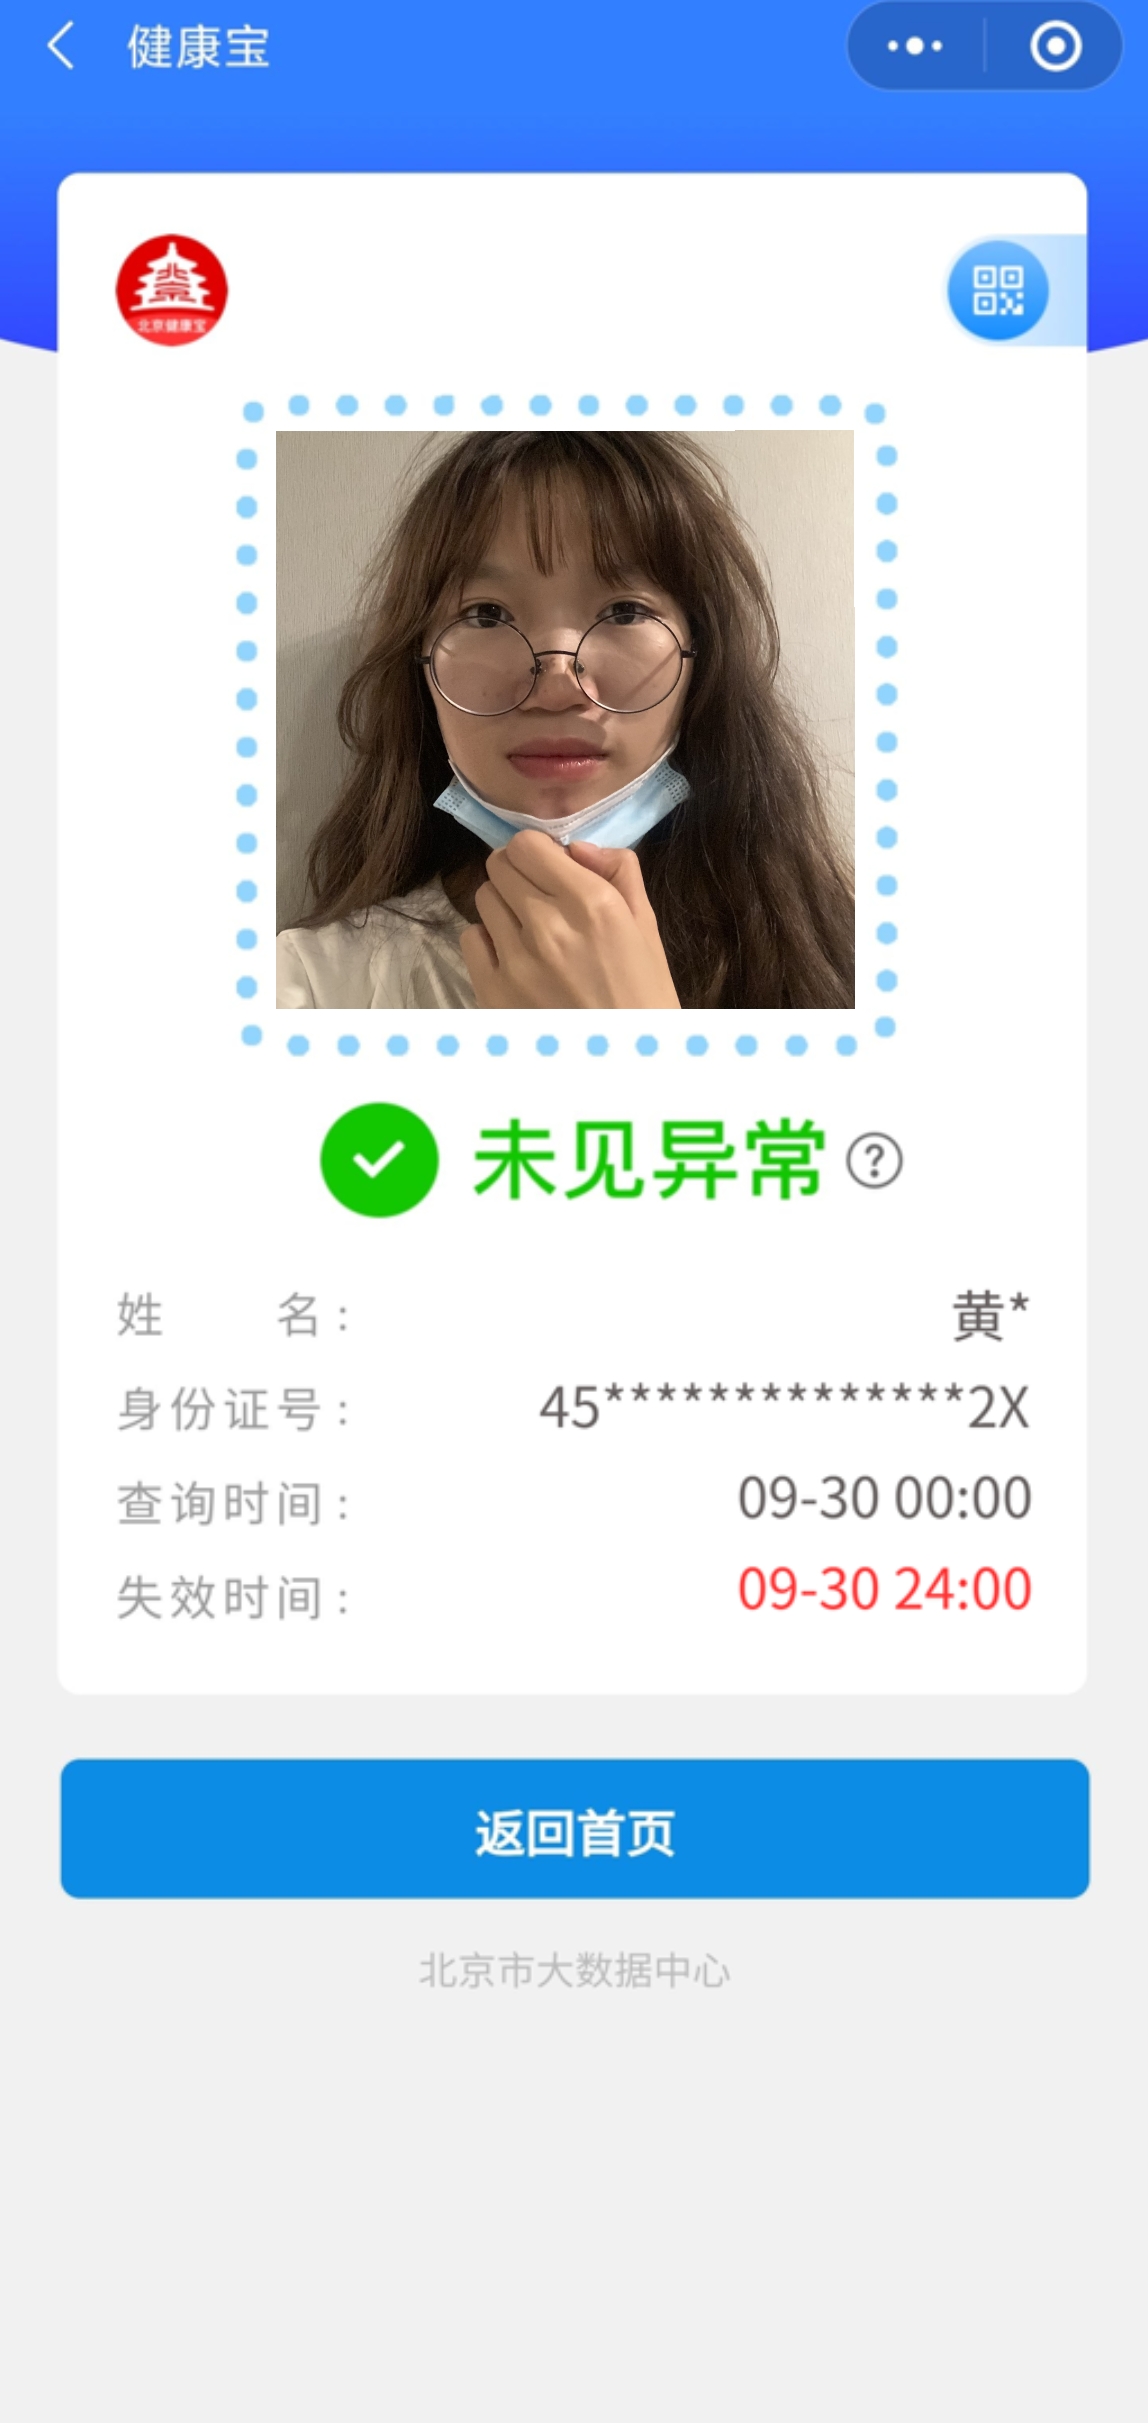 健康宝
北京
北京健康宝
未见异常?
姓名: 黄*
身份证号: 45**************2X
查询时间: 09-30 00:00
失效时间: 09-30 24:00
返回首页
北京市大数据中心